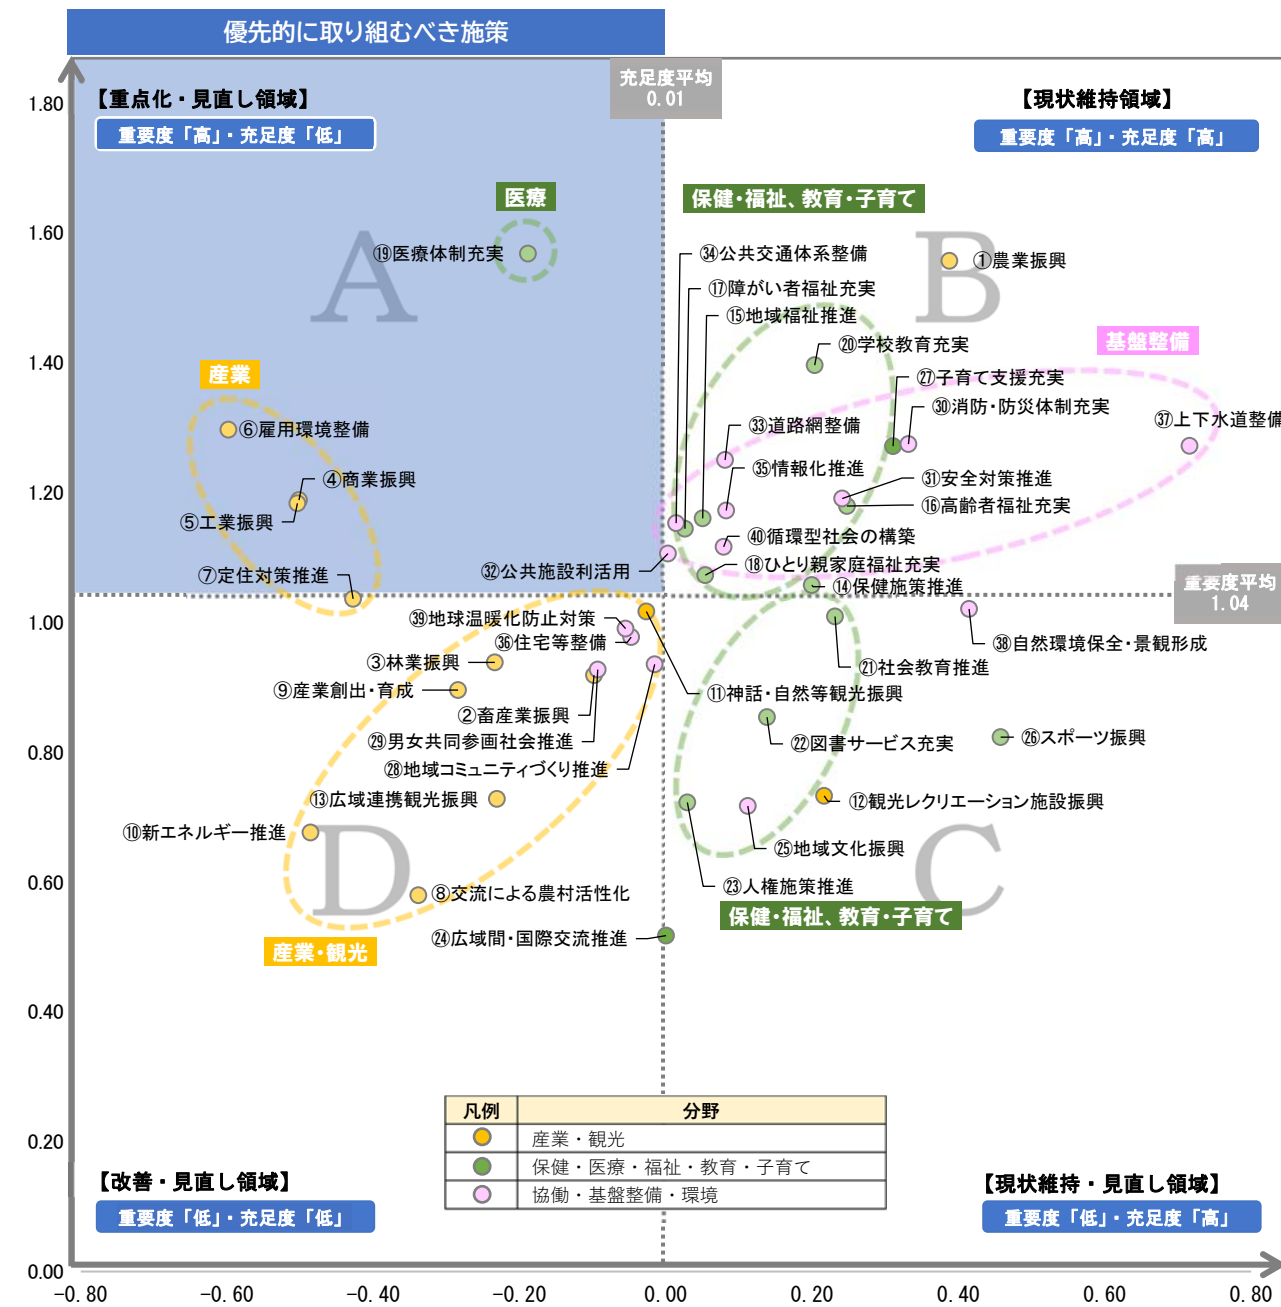 優先的に取り組むべき施策
充足度平均
0.01
【重点化・見直し領域】
重要度「高」・充足度「低」
【現状維持領域】
重要度「高」・充足度「高」
1.80
1.60
1.40
1.20
1.00
0.80
0.60
0.40
0.20
0.00
A
B
医療
⑲医療体制充実
保健・福祉、教育・子育て
㉞公共交通体系整備
①農業振興
⑰障がい者福祉充実
⑮地域福祉推進
⑳学校教育充実
基盤整備
産業
㉗子育て支援充実
㉚消防・防災体制充実
㊲上下水道整備
⑥雇用環境整備
㉝道路網整備
④商業振興
㉟情報化推進
㉛安全対策推進
⑤工業振興
⑯高齢者福祉充実
㊵循環型社会の構築
㉜公共施設利活用
⑱ひとり親家庭福祉充実
⑦定住対策推進
⑭保健施策推進
重要度平均
1.04
㊴地球温暖化防止対策
㊱住宅等整備
㊳自然環境保全・景観形成
③林業振興
㉑社会教育推進
⑨産業創出・育成
⑪神話・自然等観光振興
②畜産業振興
㉙男女共同参画社会推進
㉒図書サービス充実
㉖スポーツ振興
㉘地域コミュニティづくり推進
⑬広域連携観光振興
⑫観光レクリエーション施設振興
⑩新エネルギー推進
㉕地域文化振興
D
C
⑧交流による農村活性化
㉓人権施策推進
保健・福祉、教育・子育て
㉔広域間・国際交流推進
産業・観光
凡例 分野
産業・観光
保健・医療・福祉・教育・子育て
協働・基盤整備・環境
【改善・見直し領域】
重要度「低」・充足度「低」
【現状維持・見直し領域】
重要度「低」・充足度「高」
-0.80 -0.60 -0.40 -0.20 0.00 0.20 0.40 0.60 0.80